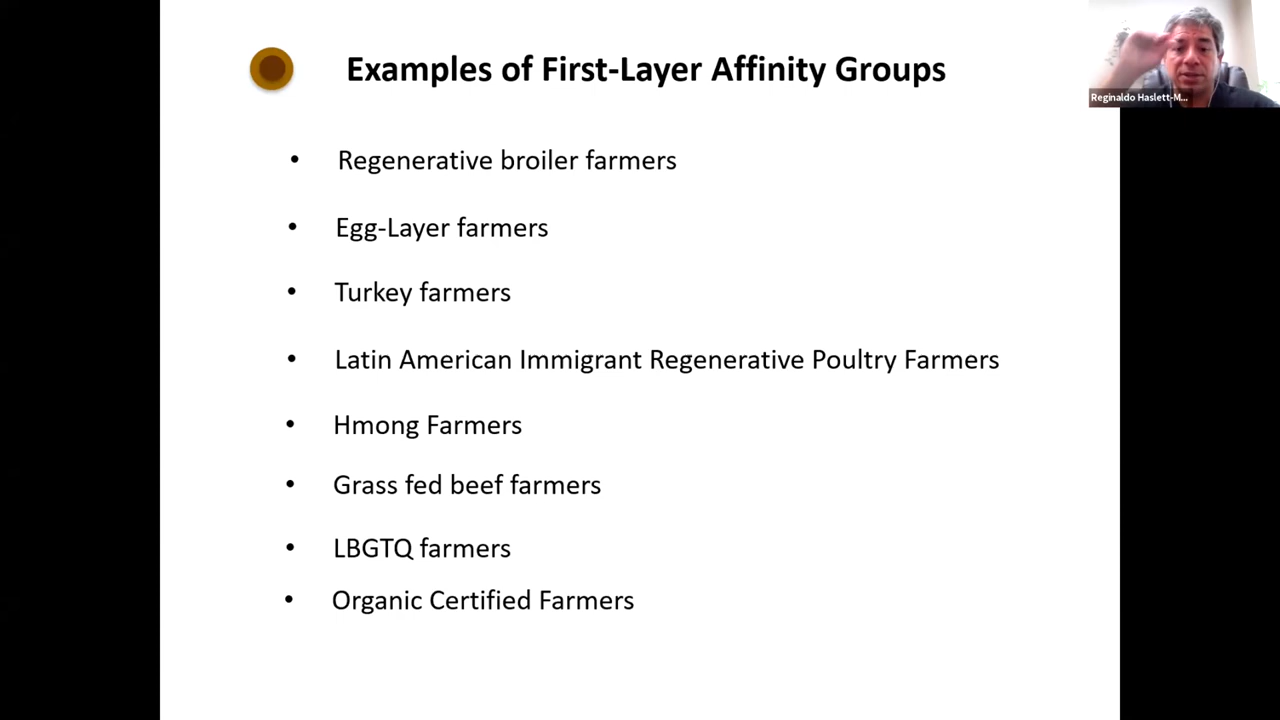 Examples of First-Layer Affinity Groups
Reginaldo Haslett-M...
• Regenerative broiler farmers
• Egg-Layer farmers
• Turkey farmers
• Latin American Immigrant Regenerative Poultry Farmers
• Hmong Farmers
• Grass fed beef farmers
• LBGTQ farmers
• Organic Certified Farmers